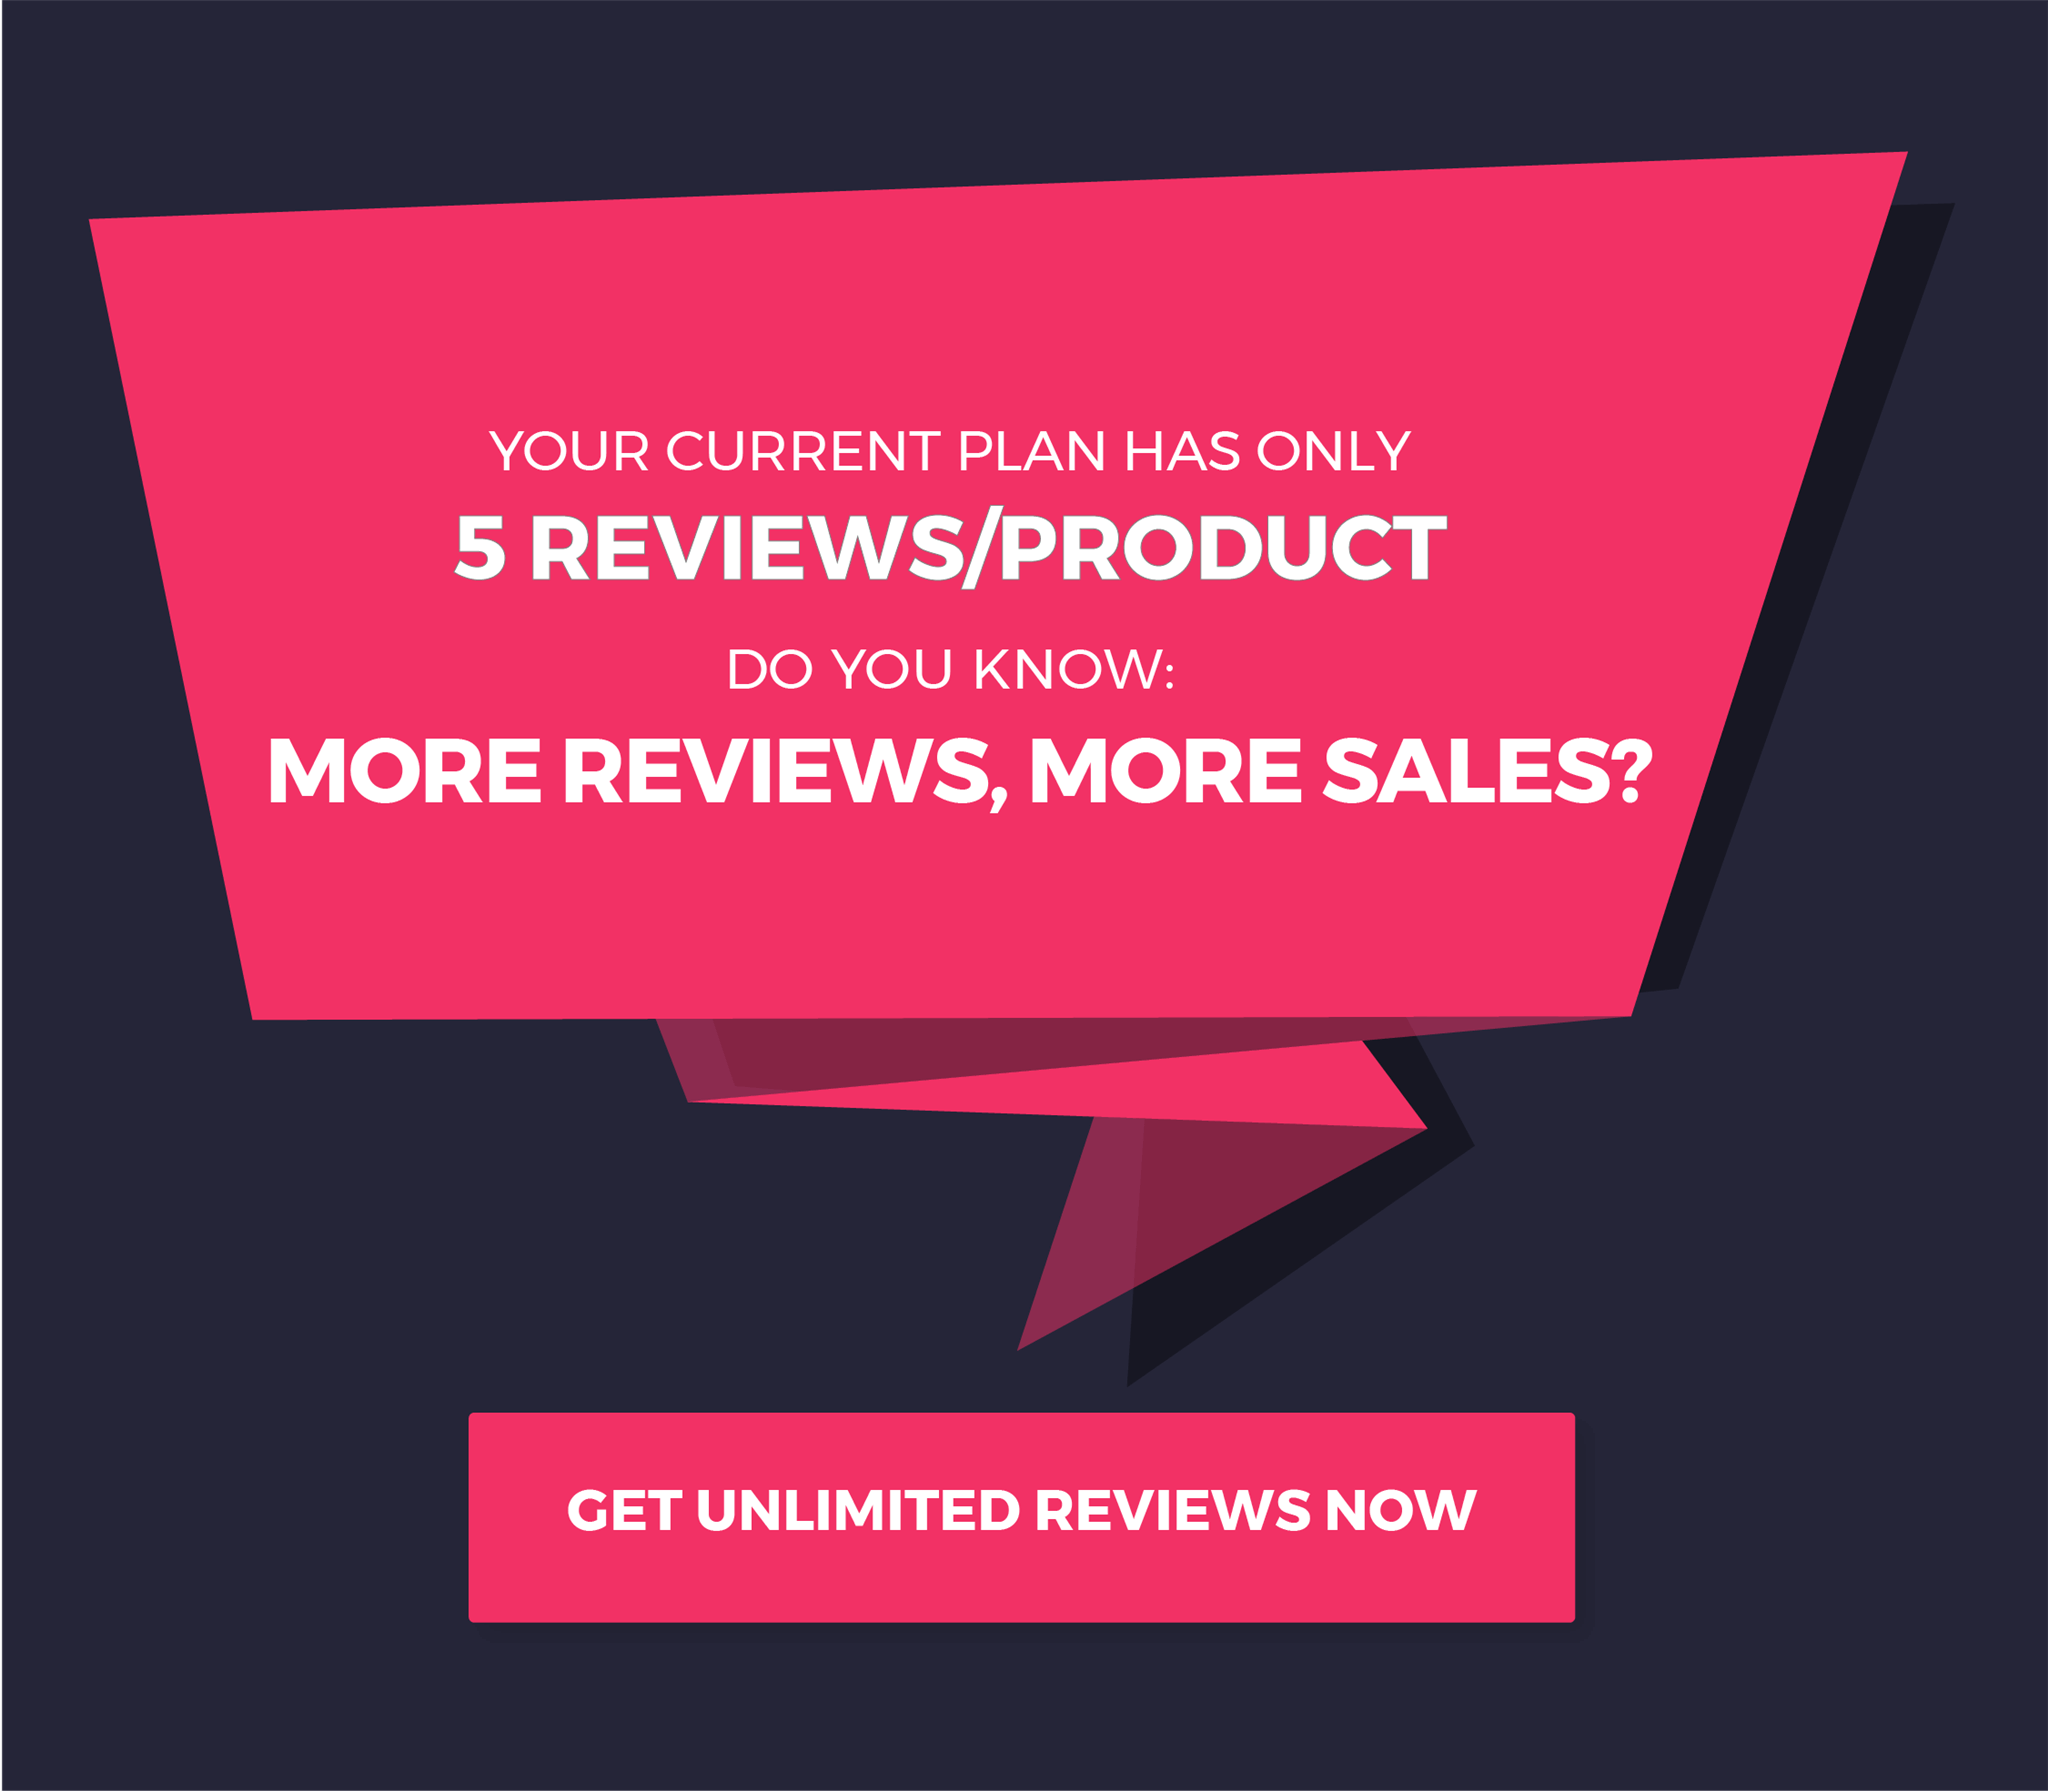 YOUR CURRENT PLAN HAS ONLY
5 REVIEWS/PRODUCT
DO YOU KNOW:
MORE REVIEWS, MORE SALES?
GET UNLIMITED REVIEWS NOW